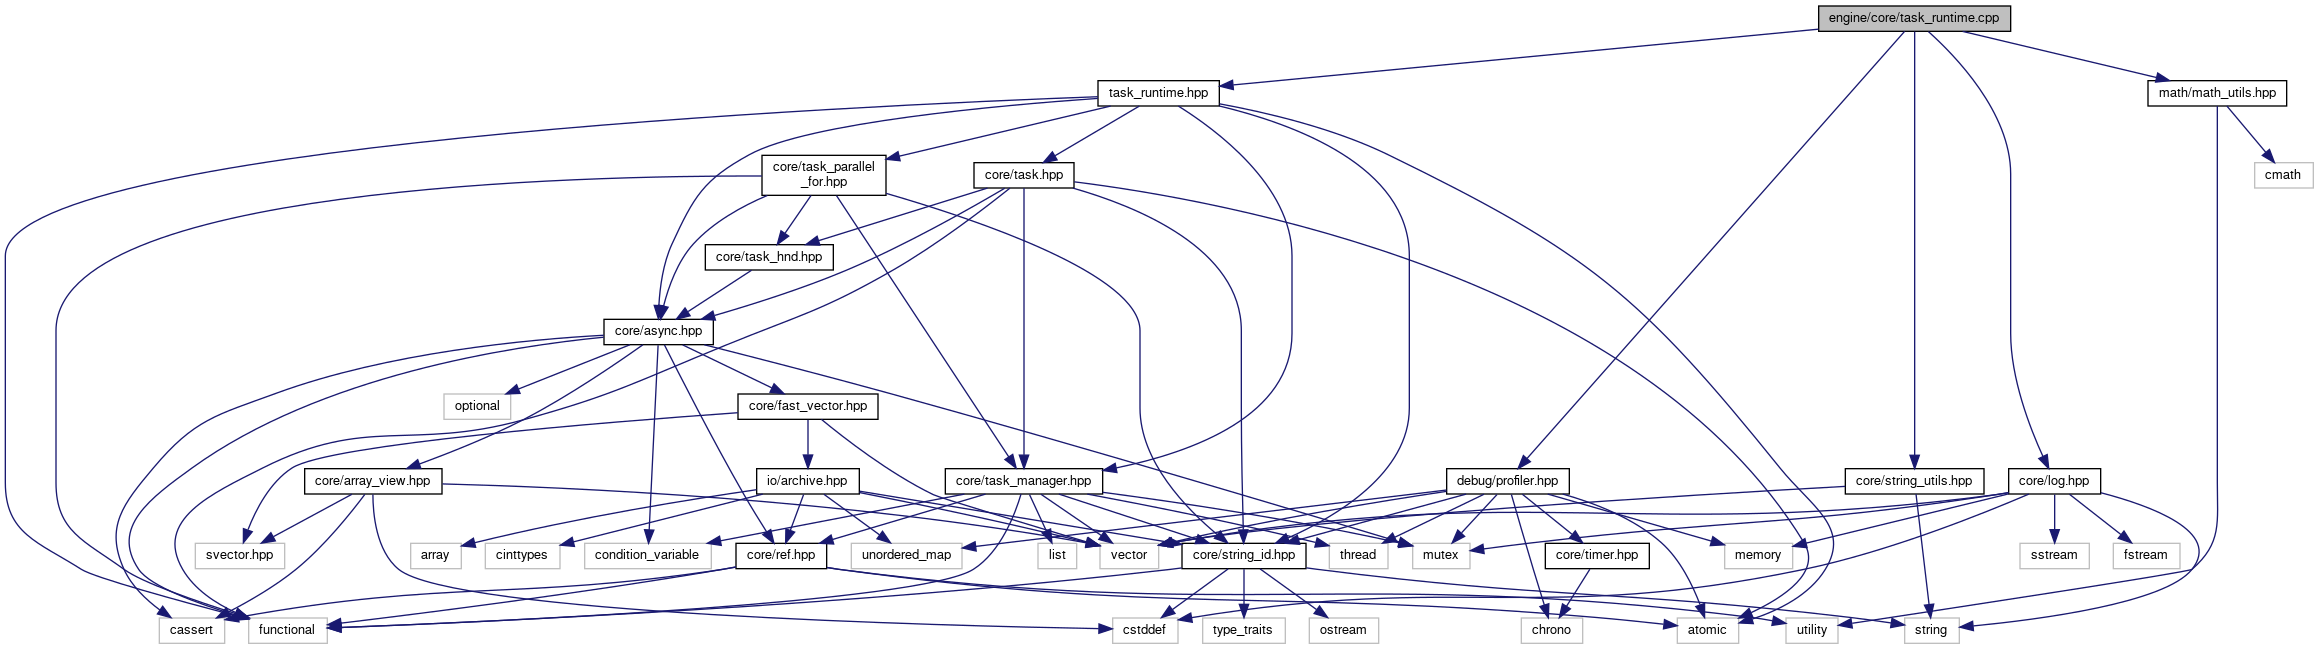 engine/core/task_runtime.cpp
task_runtime.hpp
math/math_utils.hpp
core/task_parallel
_for.hpp
core/task.hpp
cmath
core/task_hnd.hpp
core/async.hpp
optional
core/fast_vector.hpp
core/array_view.hpp
io/archive.hpp
core/task_manager.hpp
debug/profiler.hpp
core/string_utils.hpp
core/log.hpp
svector.hpp
array
cinttypes
condition_variable
core/ref.hpp
unordered_map
list
vector
core/string_id.hpp
thread
mutex
core/timer.hpp
memory
sstream
fstream
cassert
functional
cstddef
type_traits
ostream
chrono
atomic
utility
string